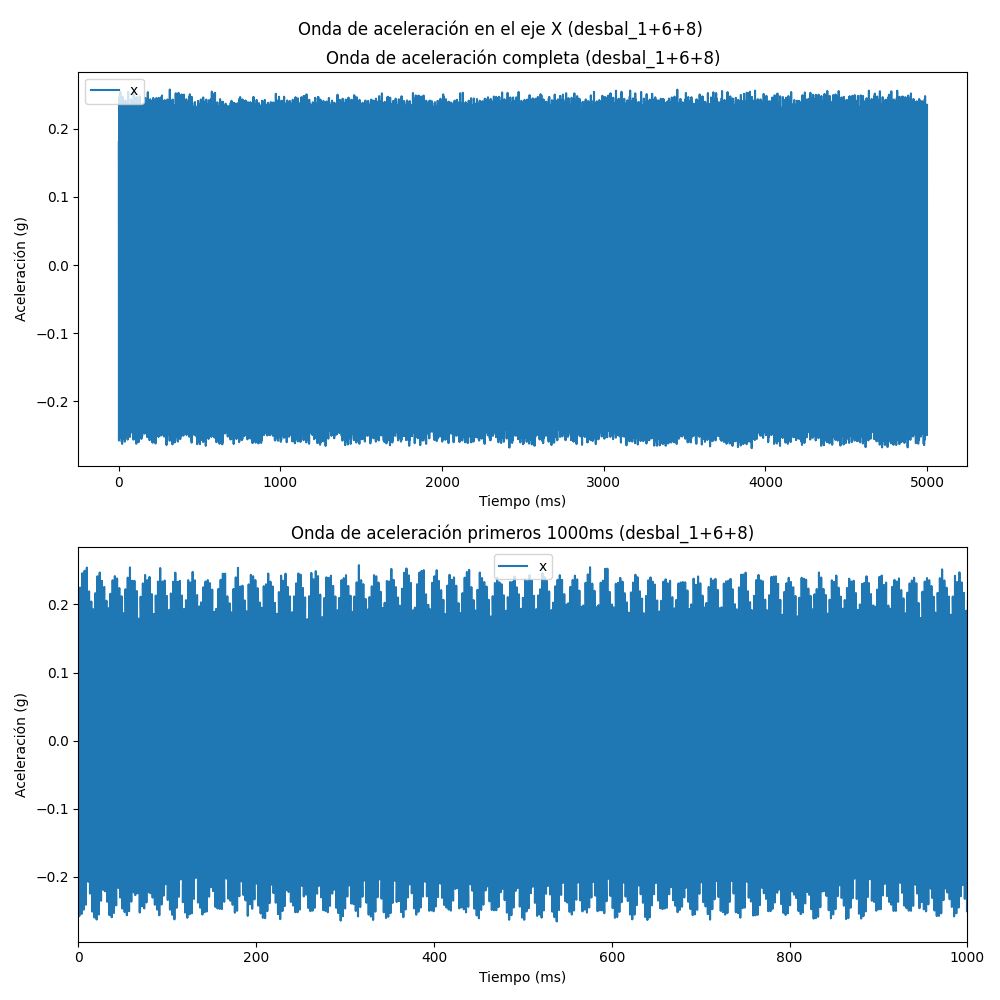 Onda de aceleración en el eje X (desbal_1+6+8)
Onda de aceleración completa (desbal_1+6+8)
x
0.2
0.1
0.0
−0.1
−0.2
Aceleración (g)
0 1000 2000 3000 4000 5000
Tiempo (ms)
Onda de aceleración primeros 1000ms (desbal_1+6+8)
x
0.2
0.1
0.0
−0.1
−0.2
Aceleración (g)
0 200 400 600 800 1000
Tiempo (ms)